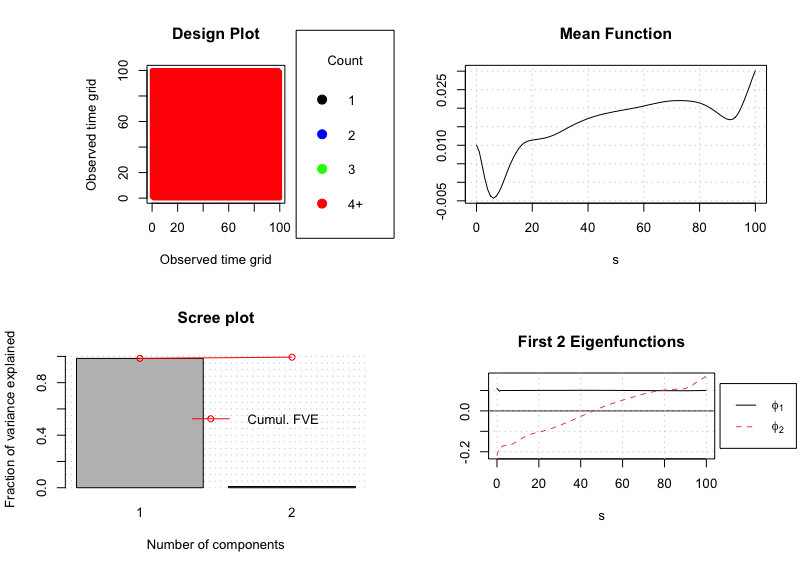 Design Plot
Observed time grid
0 20 60 100
0 20 60 100
Observed time grid
Count
1
2
3
4+
Mean Function
-0.005 0.010 0.025
0 20 40 60 80 100
s
Scree plot
Fraction of variance explained
0.0 0.4 0.8
Cumul. FVE
1 2
Number of components
First 2 Eigenfunctions
-0.2 0.0
0 20 40 60 80 100
s
ϕ1
ϕ2